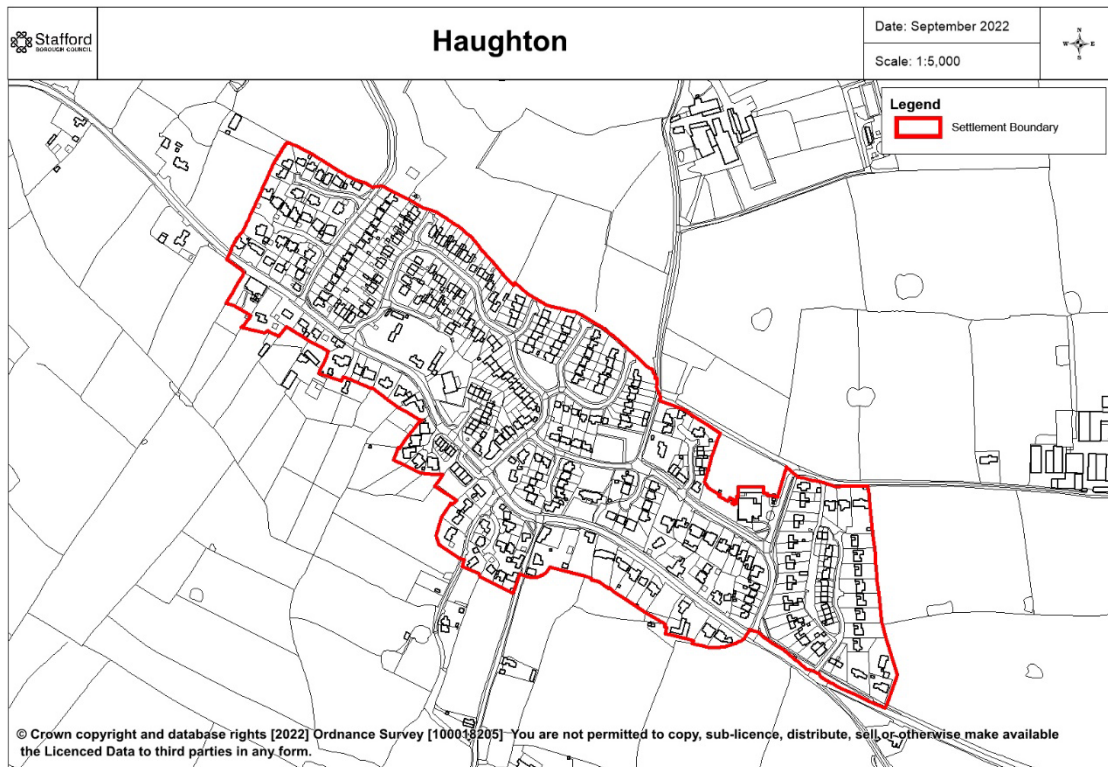 Stafford
BOROUGH COUNCIL
Haughton
Date: September 2022
Scale: 1:5,000
N
W E
S
Legend
Settlement Boundary
© Crown copyright and database rights [2022] Ordnance Survey [100018205] You are not permitted to copy, sub-licence, distribute, sell or otherwise make available
the Licenced Data to third parties in any form.